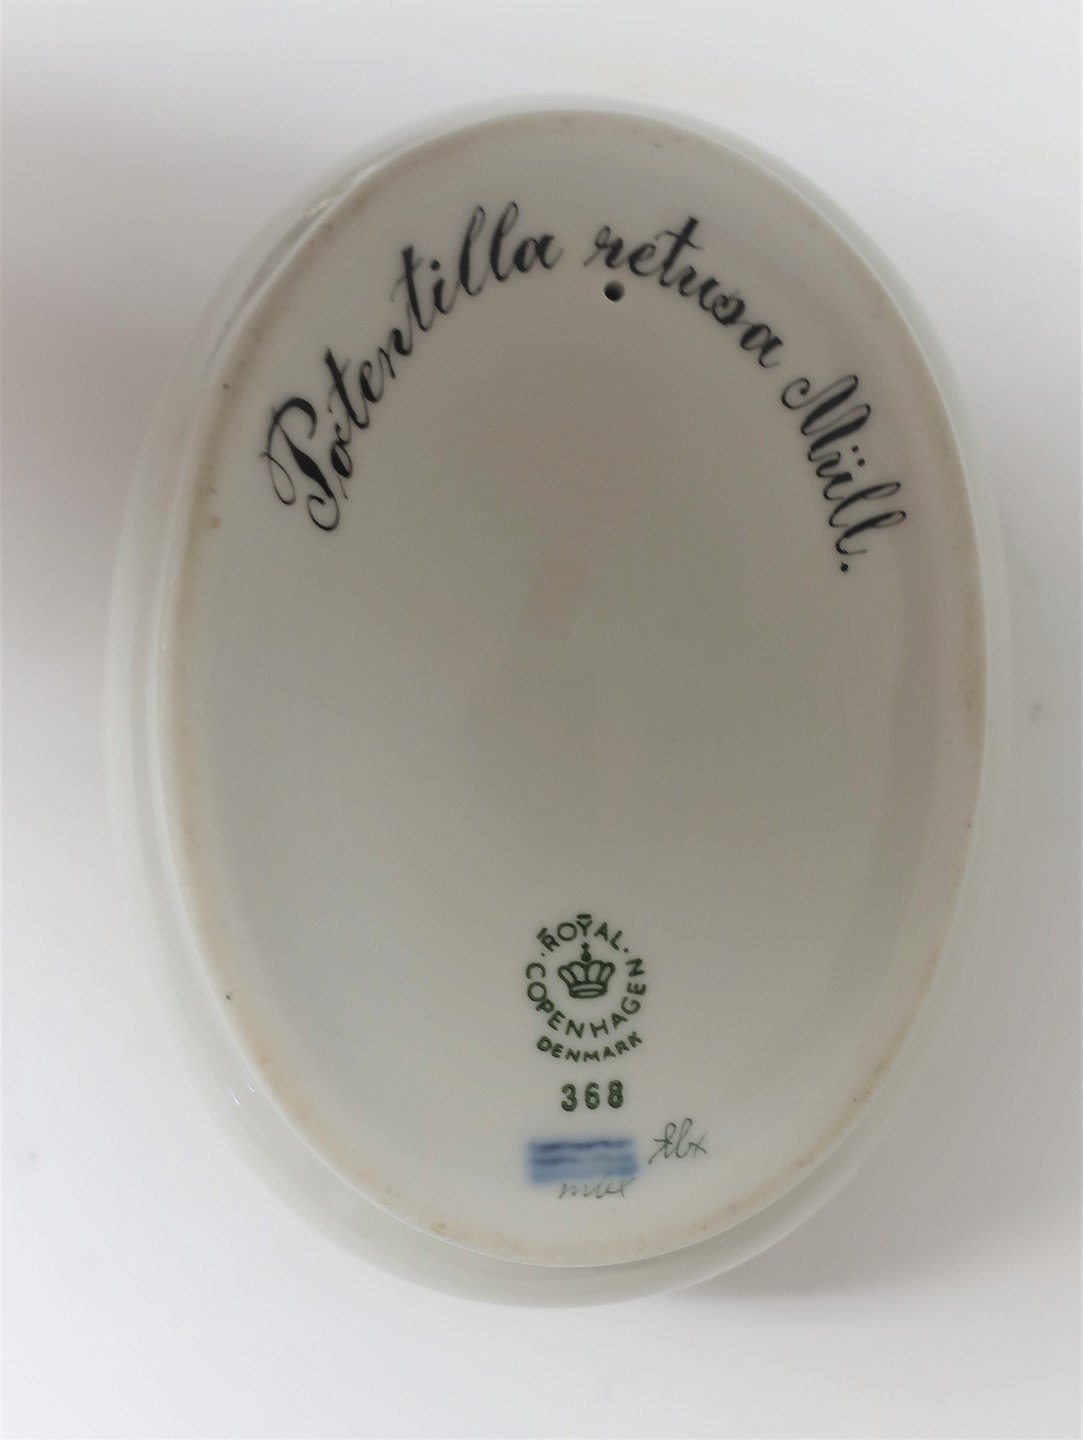 Potentilla retusa Müll.
ROYAL
COPENHAGEN
DENMARK
368